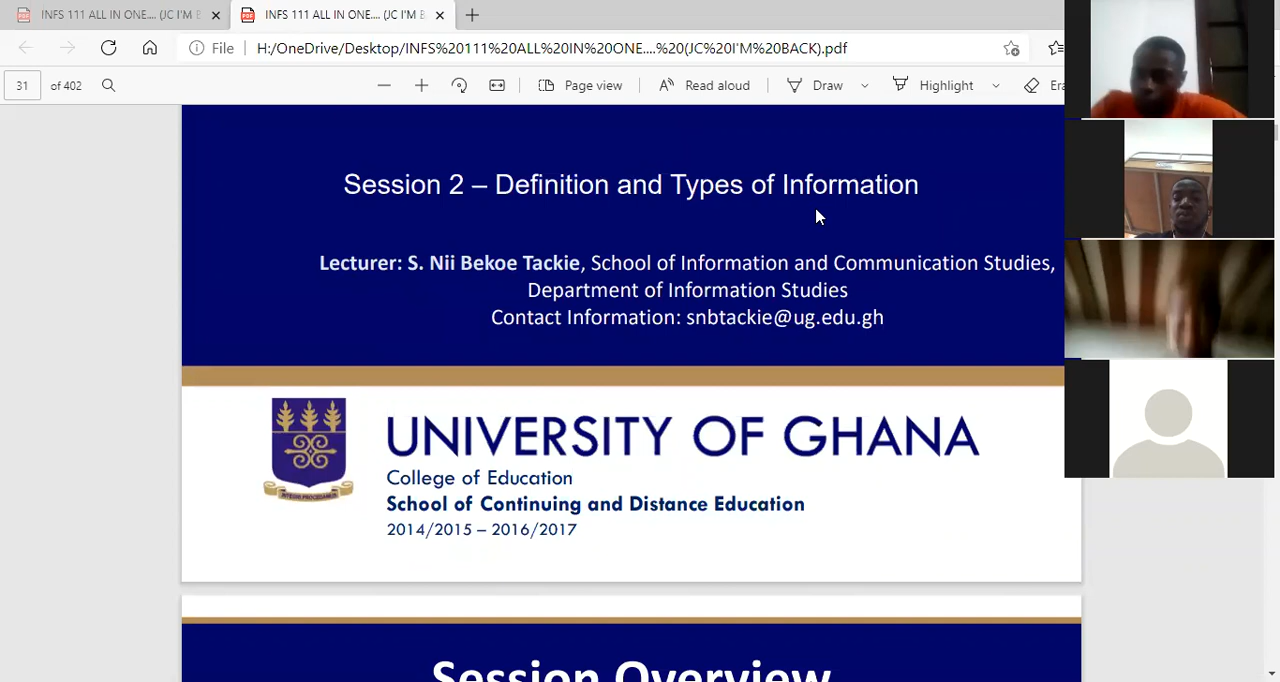 INFS 111 ALL IN ONE.... (JC I'M B
INFS 111 ALL IN ONE.... (JC I'M B
File
H:/OneDrive/Desktop/INFS%20111%20ALL%20IN%20ONE....%20(JC%20I'M%20BACK).pdf
31 of 402
Page view
Read aloud
Draw
Highlight
Era
Session 2 – Definition and Types of Information
Lecturer: S. Nii Bekoe Tackie, School of Information and Communication Studies,
Department of Information Studies
Contact Information: snbtackie@ug.edu.gh
INTEGRI PROCEDAMUS
UNIVERSITY OF GHANA
College of Education
School of Continuing and Distance Education
2014/2015 – 2016/2017
Session Overview